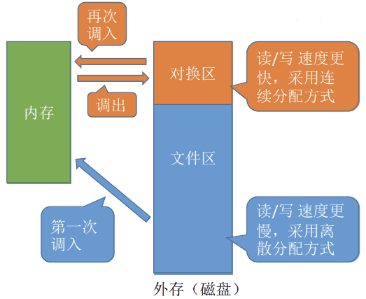 再次
调入
调出
内存
对换区
读/写 速度更
快，采用连
续分配方式
文件区
第一次
调入
读/写 速度更
慢，采用离
散分配方式
外存（磁盘）